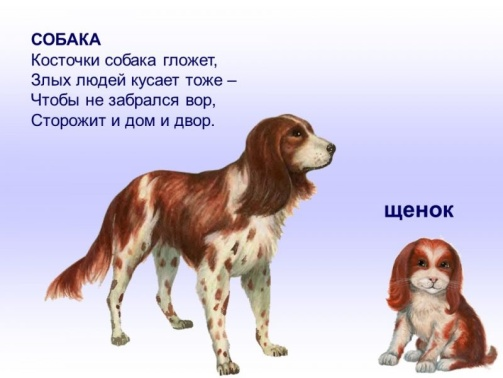 СОБАКА
Косточки собака гложет,
Злых людей кусает тоже –
Чтобы не забрался вор,
Сторожит и дом и двор.
щенок